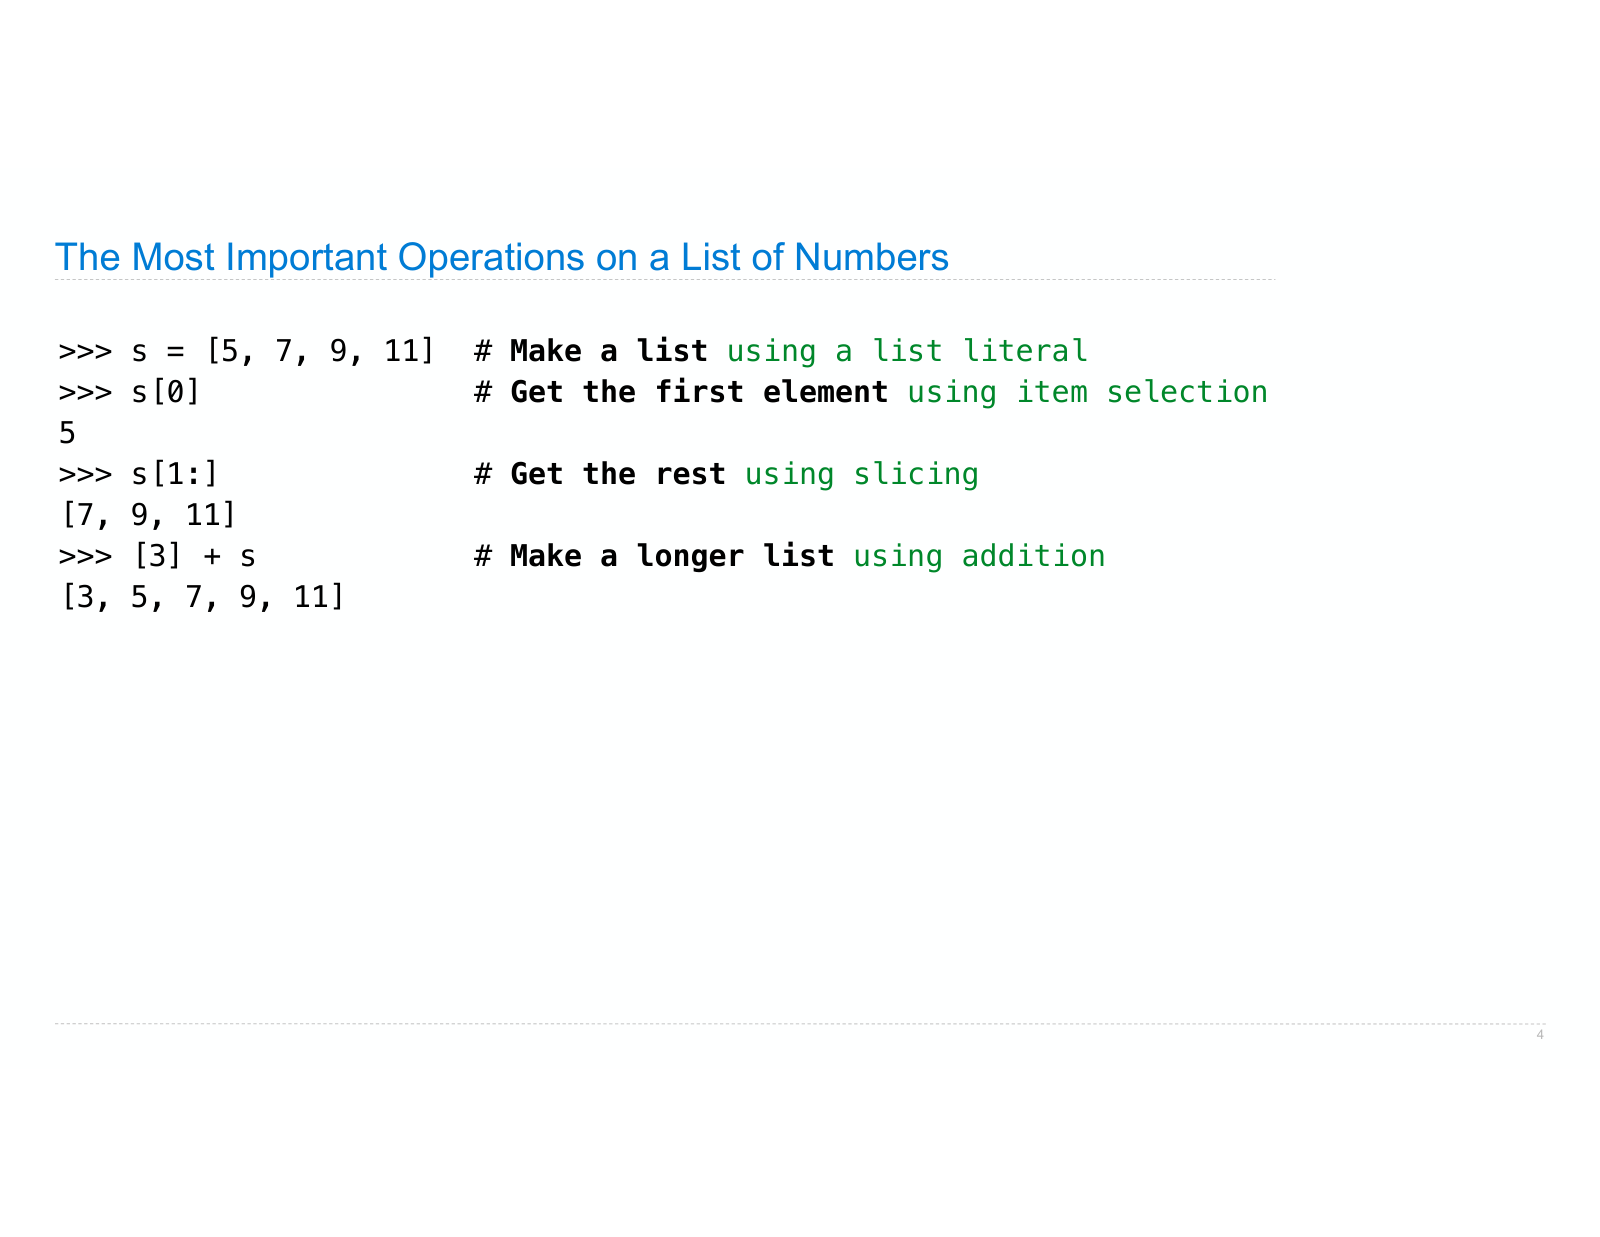 The Most Important Operations on a List of Numbers
>>> s = [5, 7, 9, 11]  # Make a list using a list literal
>>> s[0]               # Get the first element using item selection
5
>>> s[1:]              # Get the rest using slicing
[7, 9, 11]
>>> [3] + s            # Make a longer list using addition
[3, 5, 7, 9, 11]
4